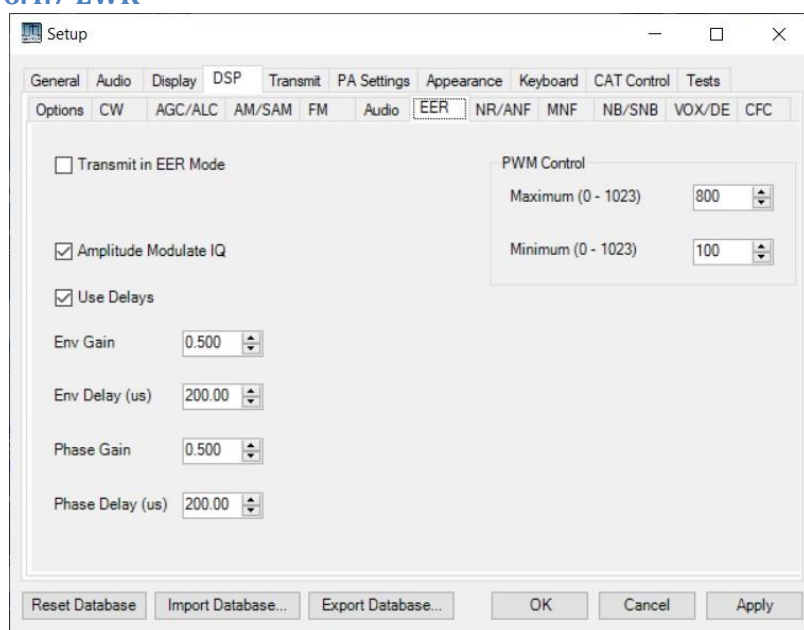 Setup
General Audio Display DSP Transmit PA Settings Appearance Keyboard CAT Control Tests
Options CW AGC/ALC AM/SAM FM Audio EER NR/ANF MNF NB/SNB VOX/DE CFC
Transmit in EER Mode
PWM Control
Maximum (0 - 1023) 800
Amplitude Modulate IQ
Minimum (0 - 1023) 100
Use Delays
Env Gain 0.500
Env Delay (us) 200.00
Phase Gain 0.500
Phase Delay (us) 200.00
Reset Database Import Database... Export Database... OK Cancel Apply